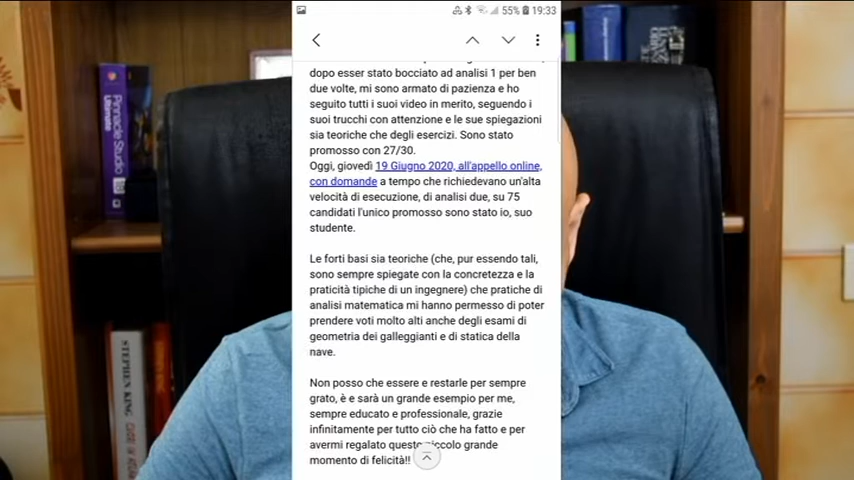 55% 19:33
dopo esser stato bocciato ad analisi 1 per ben
due volte, mi sono armato di pazienza e ho
seguito tutti i suoi video in merito, seguendo i
suoi trucchi con attenzione e le sue spiegazioni
sia teoriche che degli esercizi. Sono stato
promosso con 27/30.
Oggi, giovedì 19 Giugno 2020, all'appello online,
con domande a tempo che richiedevano un'alta
velocità di esecuzione, di analisi due, su 75
candidati l'unico promosso sono stato io, suo
studente.
Le forti basi sia teoriche (che, pur essendo tali,
sono sempre spiegate con la concretezza e la
praticità tipiche di un ingegnere) che pratiche di
analisi matematica mi hanno permesso di poter
prendere voti molto alti anche degli esami di
geometria dei galleggianti e di statica della
nave.
Non posso che essere e restarle per sempre
grato, è e sarà un grande esempio per me,
sempre educato e professionale, grazie
infinitamente per tutto ciò che ha fatto e per
avermi regalato questo piccolo grande
momento di felicità!!
Pinnacle Studio
Ultimate
STEPHEN KING